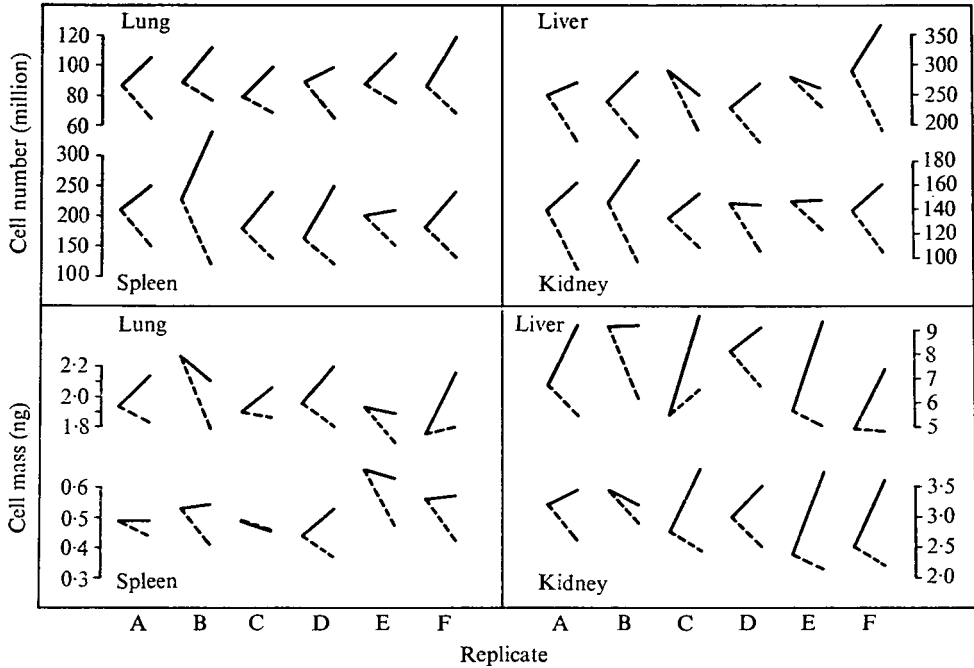 Lung
Liver
Cell number (million)
120
100
80
60
350
300
250
200
300
250
200
150
100
180
160
140
120
100
Spleen
Kidney
Lung
Liver
Cell mass (ng)
2·2
2·0
1·8
9
8
7
6
5
0·6
0·5
0·4
0·3
3·5
3·0
2·5
2·0
Spleen
Kidney
A B C D E F A B C D E F
Replicate